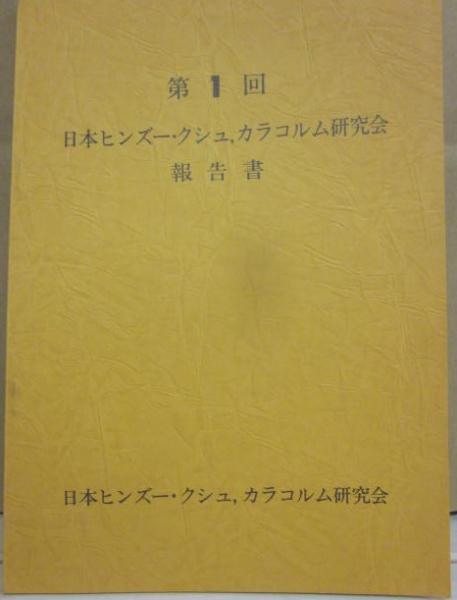 第 1 回
日本ヒンズー・クシュ,カラコルム研究会
報告書
日本ヒンズー・クシュ,カラコルム研究会